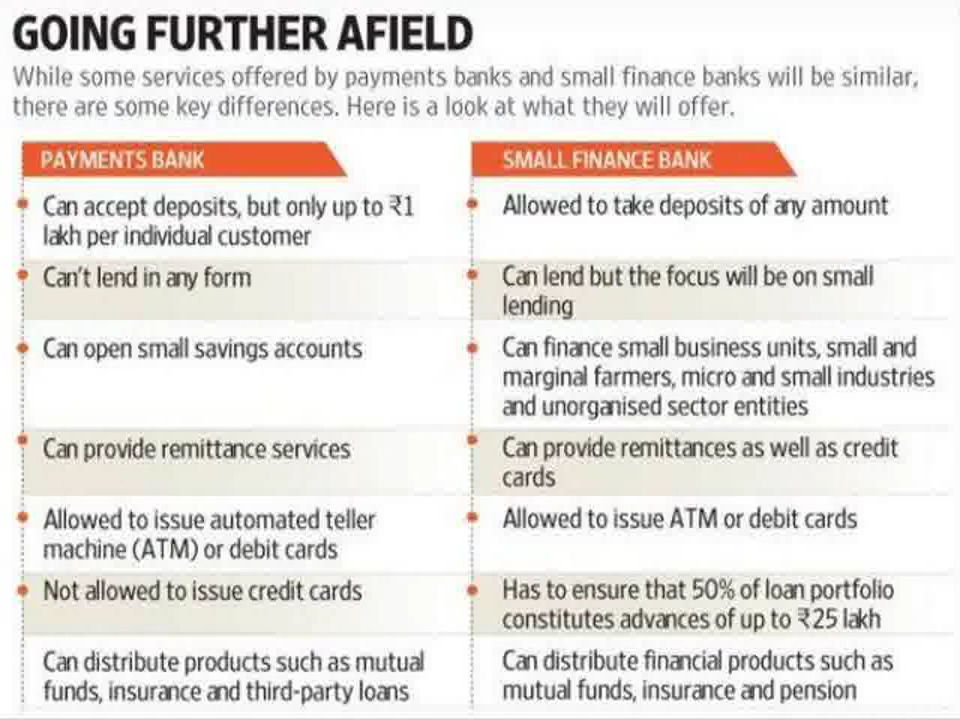 GOING FURTHER AFIELD
While some services offered by payments banks and small finance banks will be similar,
there are some key differences. Here is a look at what they will offer.
PAYMENTS BANK
Can accept deposits, but only up to ₹1
lakh per individual customer
Can't lend in any form
Can open small savings accounts
Can provide remittance services
Allowed to issue automated teller
machine (ATM) or debit cards
Not allowed to issue credit cards
Can distribute products such as mutual
funds, insurance and third-party loans
SMALL FINANCE BANK
Allowed to take deposits of any amount
Can lend but the focus will be on small
lending
Can finance small business units, small and
marginal farmers, micro and small industries
and unorganised sector entities
Can provide remittances as well as credit
cards
Allowed to issue ATM or debit cards
Has to ensure that 50% of loan portfolio
constitutes advances of up to ₹25 lakh
Can distribute financial products such as
mutual funds, insurance and pension